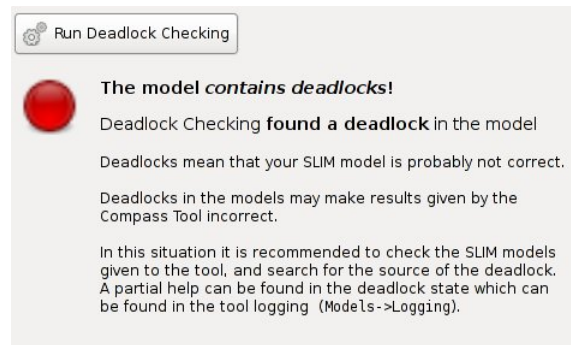 Run Deadlock Checking
The model contains deadlocks!
Deadlock Checking found a deadlock in the model
Deadlocks mean that your SLIM model is probably not correct.
Deadlocks in the models may make results given by the
Compass Tool incorrect.
In this situation it is recommended to check the SLIM models
given to the tool, and search for the source of the deadlock.
A partial help can be found in the deadlock state which can
be found in the tool logging (Models->Logging).